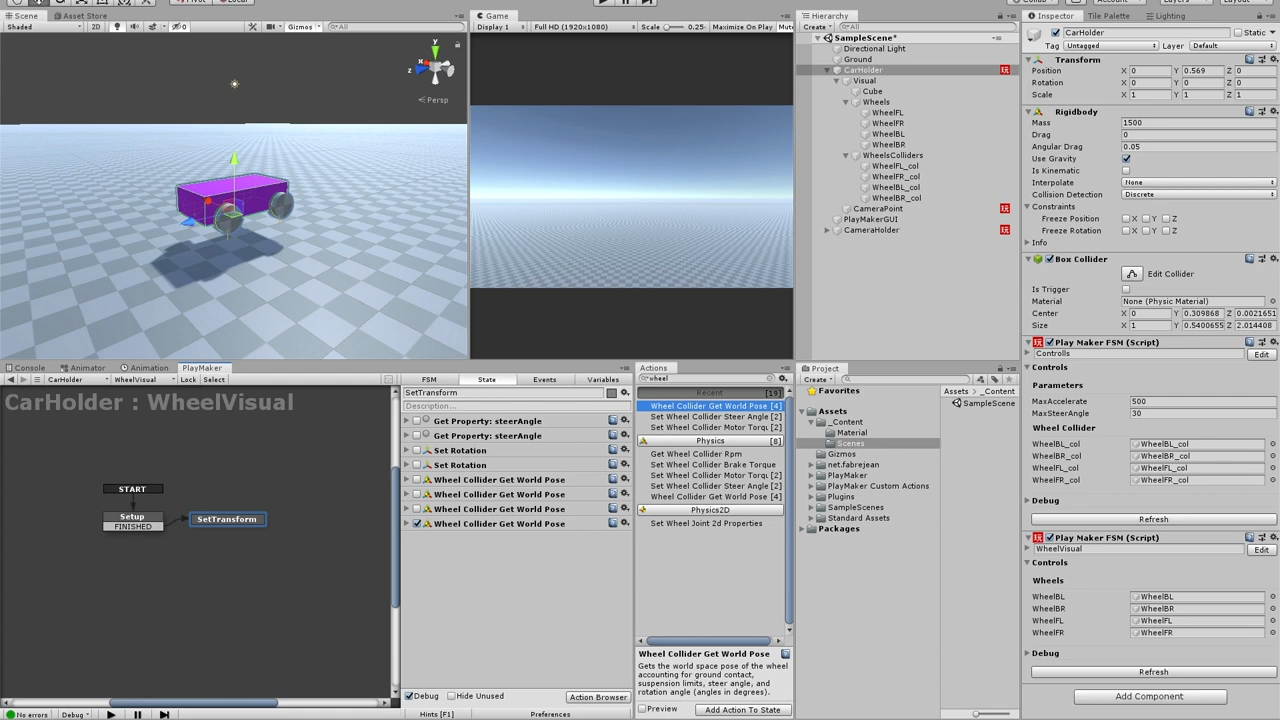 Pivot
Local
Collab
Account
Layers
Layout
Scene
Asset Store
Shaded
2D
0
Gizmos
All
y
x
z
Persp
Game
Display 1
Full HD (1920x1080)
Scale
0.25
Maximize On Play
Mute
Hierarchy
Create
All
SampleScene*
Directional Light
Ground
CarHolder
Visual
Cube
Wheels
WheelFL
WheelFR
WheelBL
WheelBR
WheelsColliders
WheelFL_col
WheelFR_col
WheelBL_col
WheelBR_col
CameraPoint
PlayMakerGUI
CameraHolder
Inspector
Tile Palette
Lighting
CarHolder
Static
Tag Untagged Layer Default
Transform
Position X 0 Y 0.569 Z 0
Rotation X 0 Y 0 Z 0
Scale X 1 Y 1 Z 1
Rigidbody
Mass 1500
Drag 0
Angular Drag 0.05
Use Gravity
Is Kinematic
Interpolate None
Collision Detection Discrete
Constraints
Freeze Position X Y Z
Freeze Rotation X Y Z
Info
Box Collider
Edit Collider
Is Trigger
Material None (Physic Material)
Center X 0 Y 0.309868 Z 0.0021651
Size X 1 Y 0.5400655 Z 2.014408
Play Maker FSM (Script)
Controlls Edit
Controls
Parameters
MaxAccelerate 500
MaxSteerAngle 30
Wheel Collider
WheelBL_col WheelBL_col
WheelBR_col WheelBR_col
WheelFL_col WheelFL_col
WheelFR_col WheelFR_col
Debug
Refresh
Play Maker FSM (Script)
WheelVisual Edit
Controls
Wheels
WheelBL WheelBL
WheelBR WheelBR
WheelFL WheelFL
WheelFR WheelFR
Debug
Refresh
Add Component
Console
Animator
Animation
PlayMaker
CarHolder
WheelVisual
Lock
Select
CarHolder : WheelVisual
START
Setup
FINISHED
SetTransform
No errors
Debug
FSM
State
Events
Variables
SetTransform
Description...
Get Property: steerAngle
Get Property: steerAngle
Set Rotation
Set Rotation
Wheel Collider Get World Pose
Wheel Collider Get World Pose
Wheel Collider Get World Pose
Wheel Collider Get World Pose
Debug
Hide Unused
Action Browser
Hints [F1]
Preferences
Actions
wheel
Recent [19]
Wheel Collider Get World Pose [4]
Set Wheel Collider Steer Angle [2]
Set Wheel Collider Motor Torqu [2]
Physics [8]
Get Wheel Collider Rpm
Set Wheel Collider Brake Torque
Set Wheel Collider Motor Torqu [2]
Set Wheel Collider Steer Angle [2]
Wheel Collider Get World Pose [4]
Physics2D
Set Wheel Joint 2d Properties
Wheel Collider Get World Pose
Gets the world space pose of the wheel
accounting for ground contact,
suspension limits, steer angle, and
rotation angle (angles in degrees).
Preview
Add Action To State
Project
Create
Favorites
Assets
_Content
Material
Scenes
Gizmos
net.fabrejean
PlayMaker
PlayMaker Custom Actions
Plugins
SampleScenes
Standard Assets
Packages
Assets
_Content
SampleScene